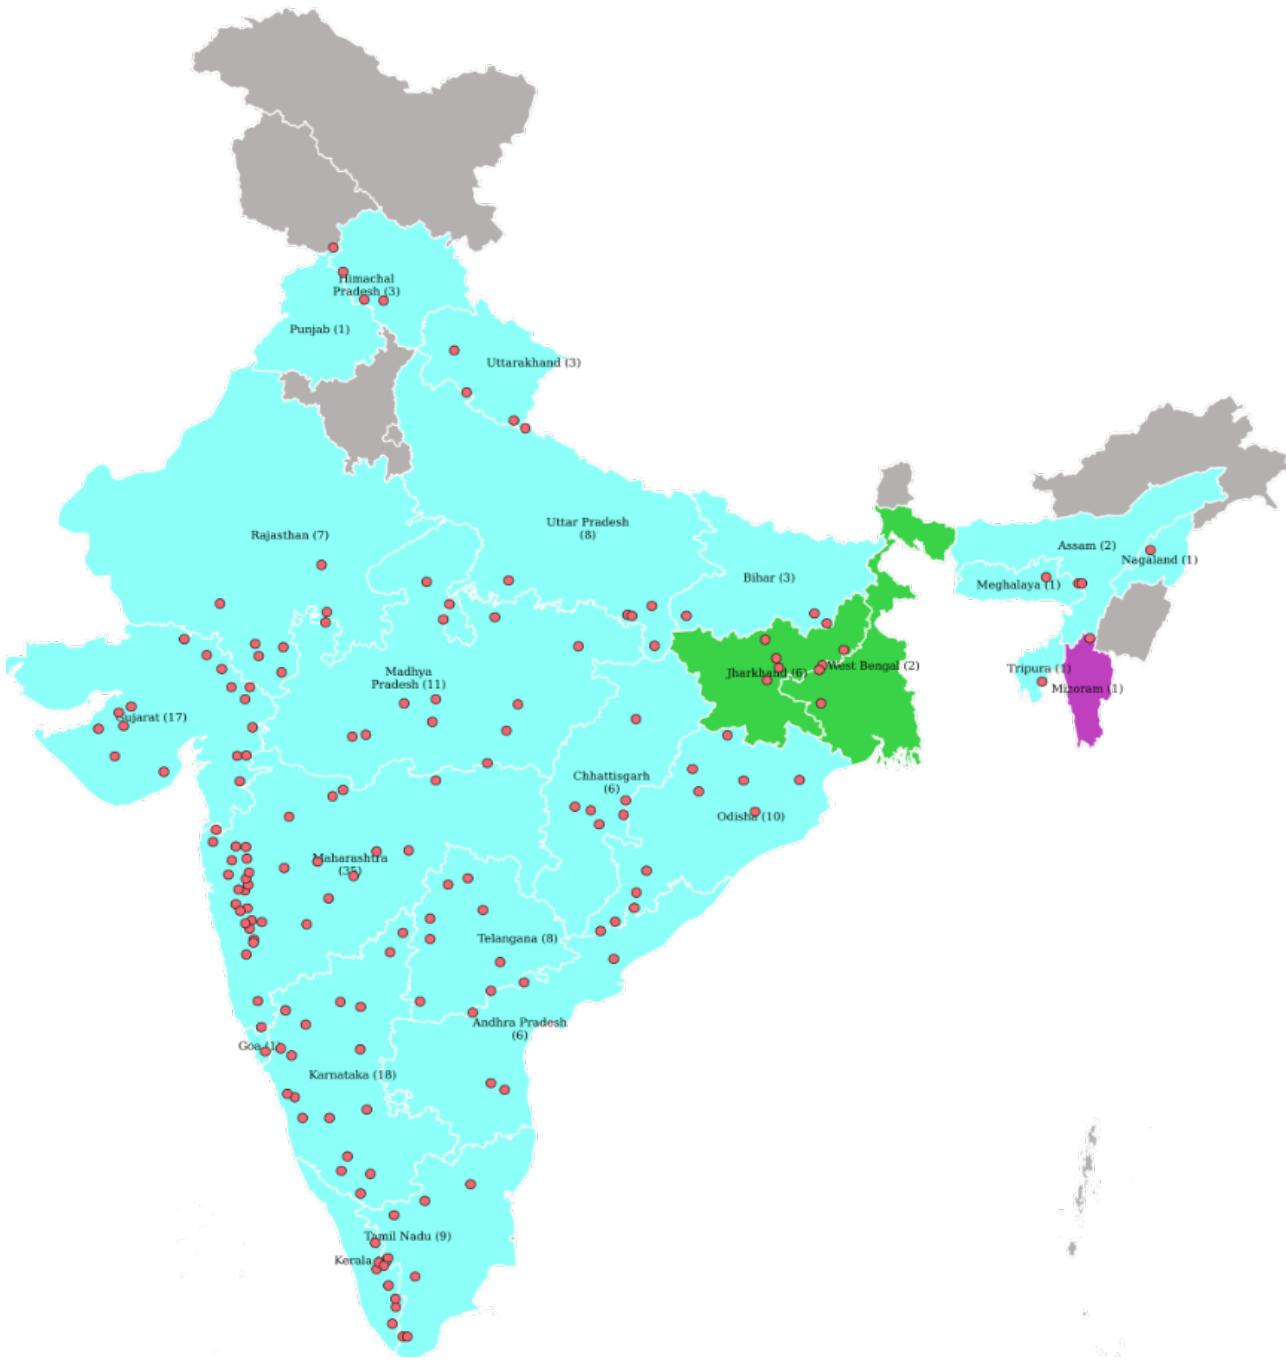 Himachal
Pradesh (3)
Punjab (1)
Uttarakhand (3)
Rajasthan (7)
Uttar Pradesh
(8)
Bihar (3)
Assam (2)
Nagaland (1)
Meghalaya (1)
Tripura (1)
Mizoram (1)
Jharkhand (6)
West Bengal (2)
Madhya
Pradesh (11)
Gujarat (17)
Chhattisgarh
(6)
Odisha (10)
Maharashtra
(35)
Telangana (8)
Andhra Pradesh
(6)
Goa (1)
Karnataka (18)
Tamil Nadu (9)
Kerala